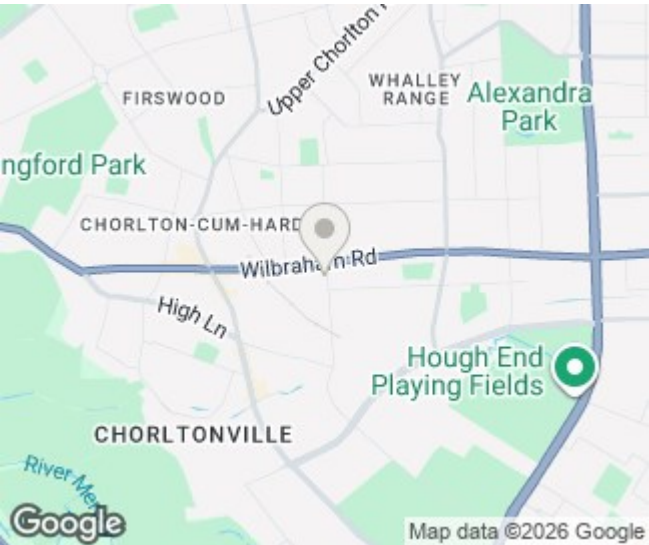 Upper Chorlton
FIRSWOOD
WHALLEY
RANGE
Alexandra
Park
ngford Park
CHORLTON-CUM-HARD
Wilbraham Rd
High Ln
Hough End
Playing Fields
CHORLTONVILLE
River Mer
Google
Map data ©2026 Google